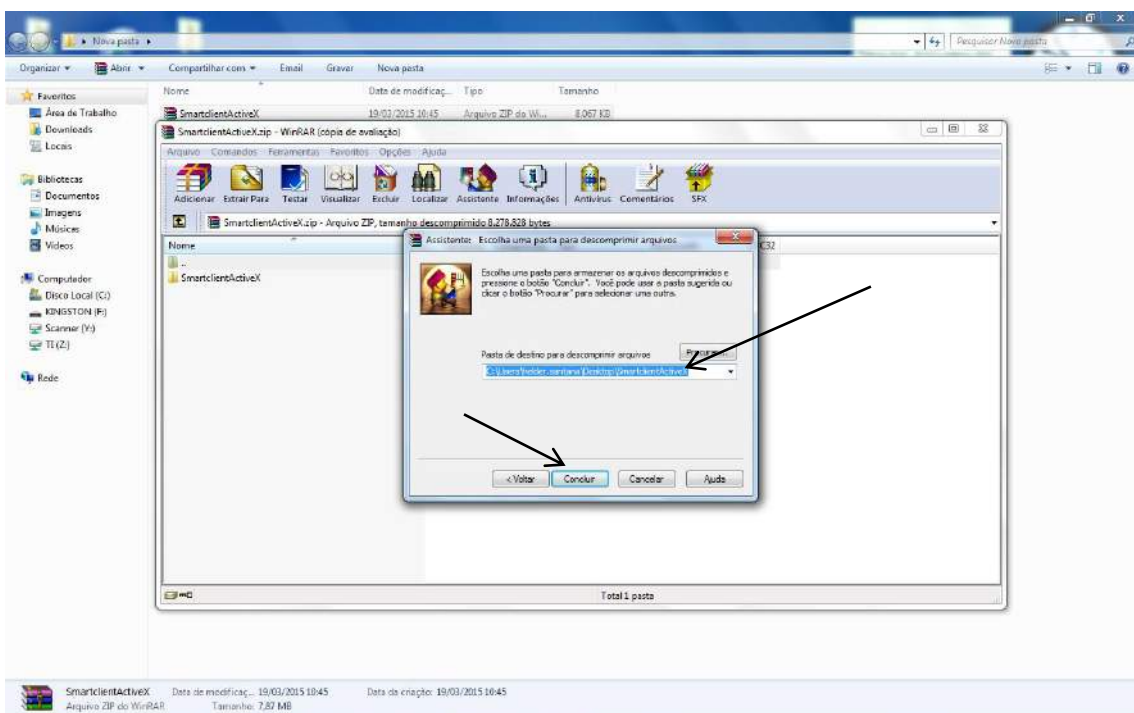 Nova pasta
Pesquisar Nova pasta
Organizar Abrir Compartilhar com Email Gravar Nova pasta
Favoritos
Área de Trabalho
Downloads
Locais
Bibliotecas
Documentos
Imagens
Músicas
Vídeos
Computador
Disco Local (C:)
KINGSTON (F:)
Scanner (Y:)
TI (Z:)
Rede
Nome Data de modificaç... Tipo Tamanho
SmartclientActiveX 19/03/2015 10:45 Arquivo ZIP do Wi... 8.067 KB
SmartclientActiveX.zip - WinRAR (cópia de avaliação)
Arquivo Comandos Ferramentas Favoritos Opções Ajuda
Adicionar Extrair Para Testar Visualizar Excluir Localizar Assistente Informações Antivírus Comentários SFX
SmartclientActiveX.zip - Arquivo ZIP, tamanho descomprimido 8.278.828 bytes
Nome
..
SmartclientActiveX
Assistente: Escolha uma pasta para descomprimir arquivos
Escolha uma pasta para armazenar os arquivos descomprimidos e
pressione o botão "Concluir". Você pode usar a pasta sugerida ou
clicar o botão "Procurar" para selecionar uma outra.
Pasta de destino para descomprimir arquivos
Procurar...
C:\Users\helder.santana\Desktop\SmartclientActiveX
< Voltar Concluir Cancelar Ajuda
Total 1 pasta
SmartclientActiveX Data de modificaç... 19/03/2015 10:45 Data da criação: 19/03/2015 10:45
Arquivo ZIP do WinRAR Tamanho: 7,87 MB